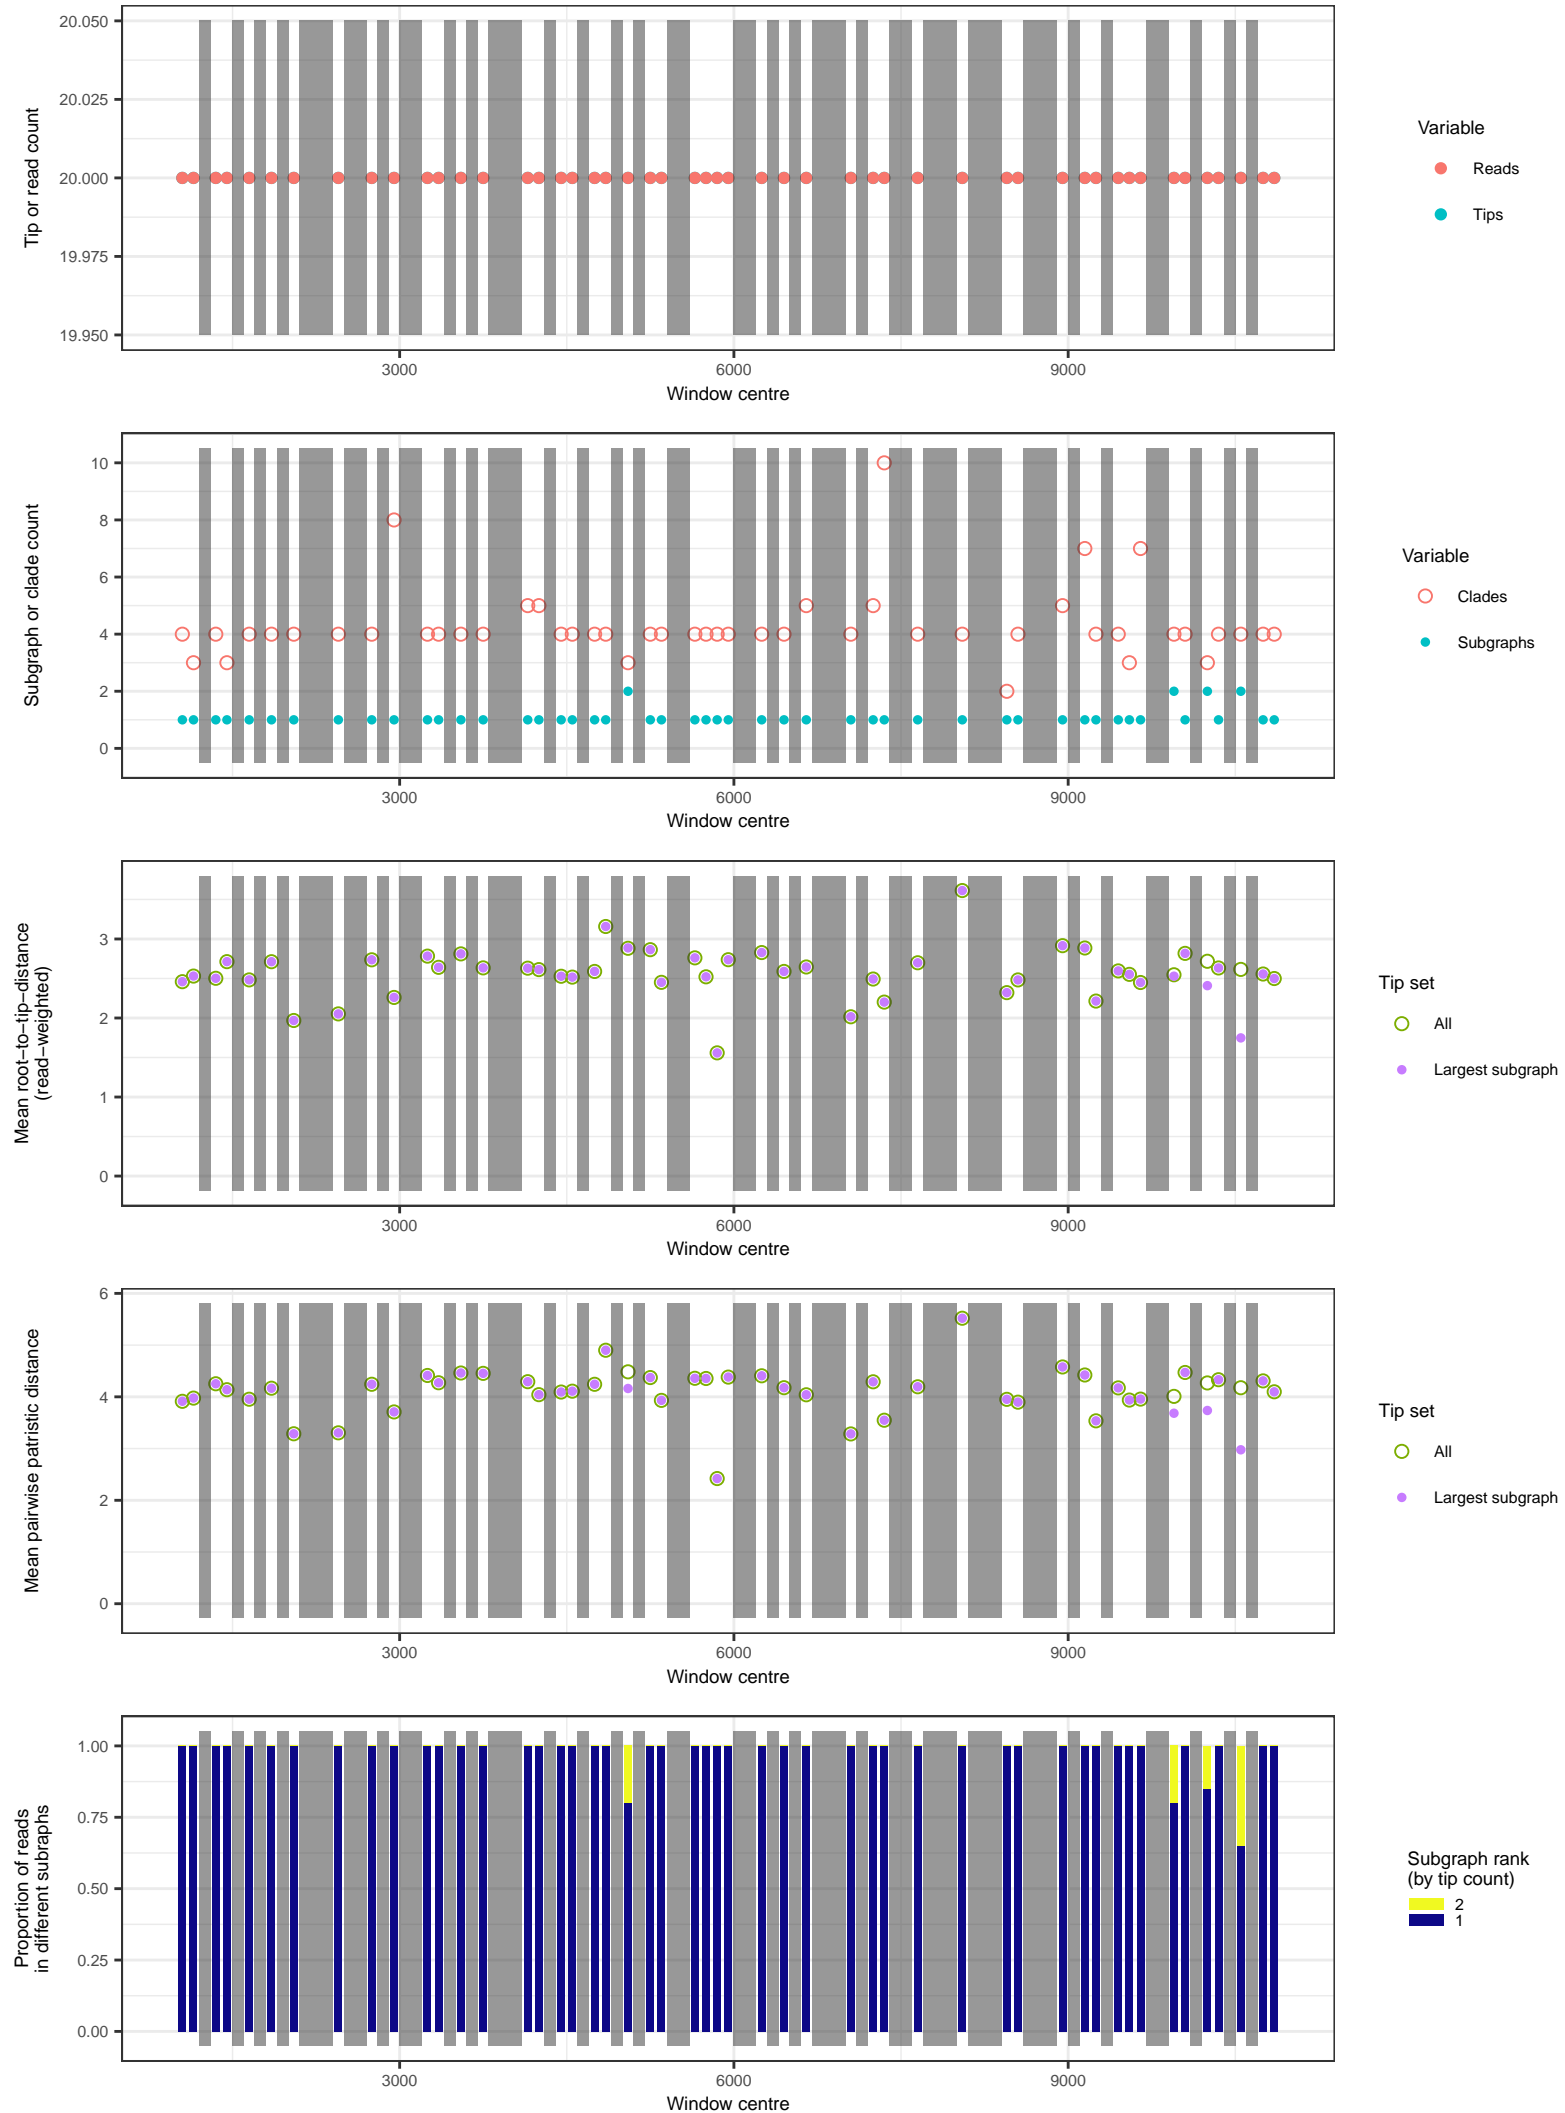 20.050
20.025
20.000
19.975
19.950
Tip or read count
3000 6000 9000
Window centre
Variable
Reads
Tips
10
8
6
4
2
0
Subgraph or clade count
3000 6000 9000
Window centre
Variable
Clades
Subgraphs
3
2
1
0
Mean root−to−tip−distance
(read−weighted)
3000 6000 9000
Window centre
Tip set
All
Largest subgraph
6
4
2
0
Mean pairwise patristic distance
3000 6000 9000
Window centre
Tip set
All
Largest subgraph
1.00
0.75
0.50
0.25
0.00
Proportion of reads
in different subraphs
3000 6000 9000
Window centre
Subgraph rank
(by tip count)
2
1